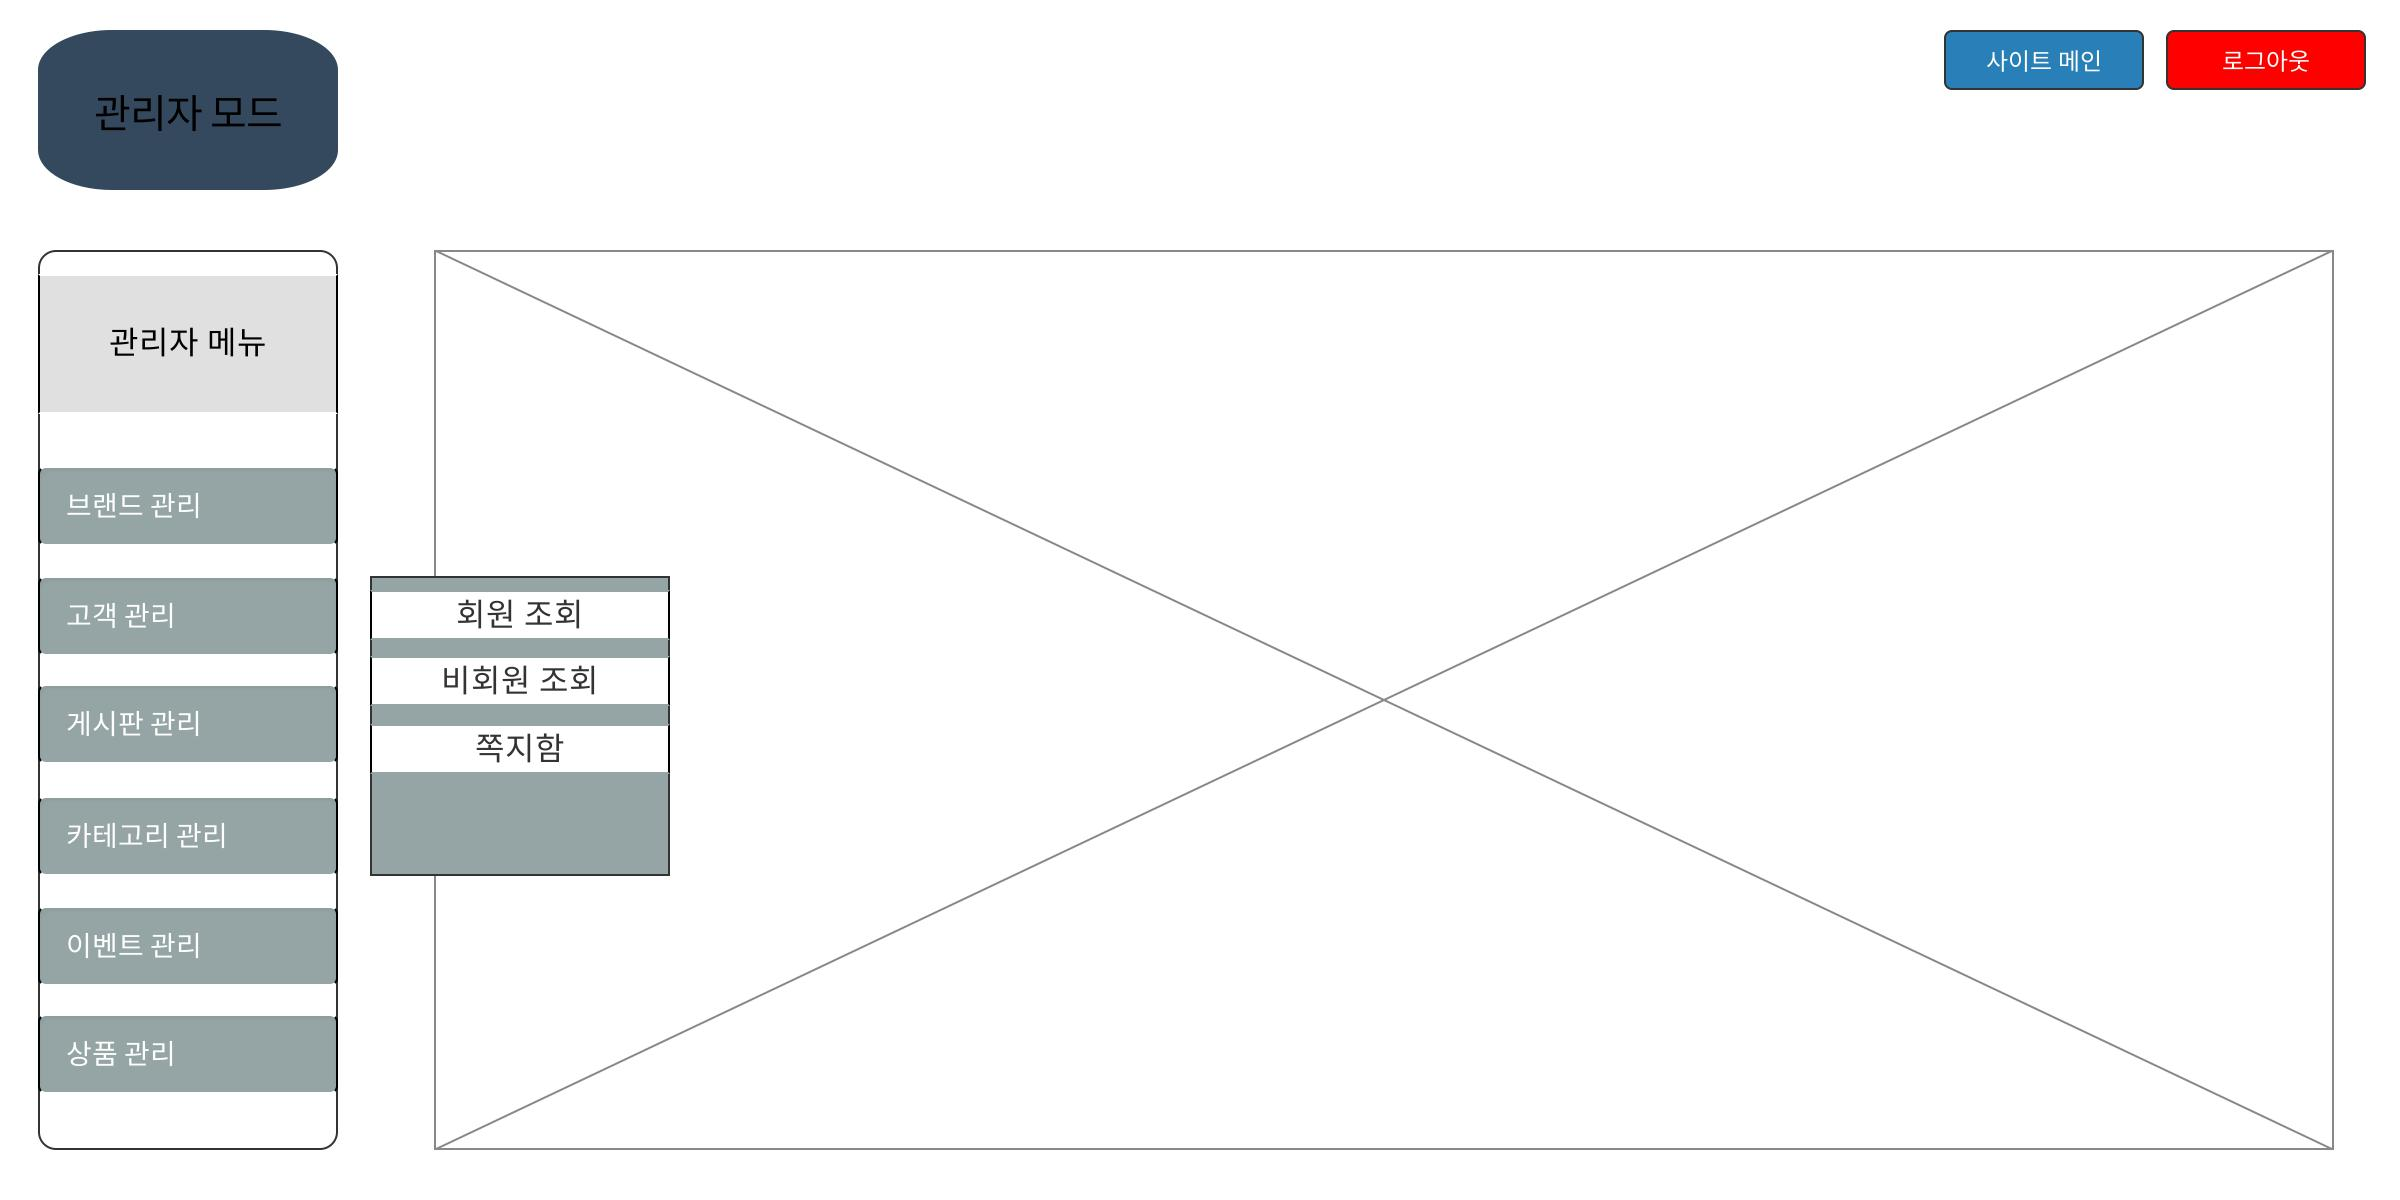 관리자 모드
사이트 메인
로그아웃
관리자 메뉴
브랜드 관리
고객 관리
회원 조회
비회원 조회
쪽지함
게시판 관리
카테고리 관리
이벤트 관리
상품 관리